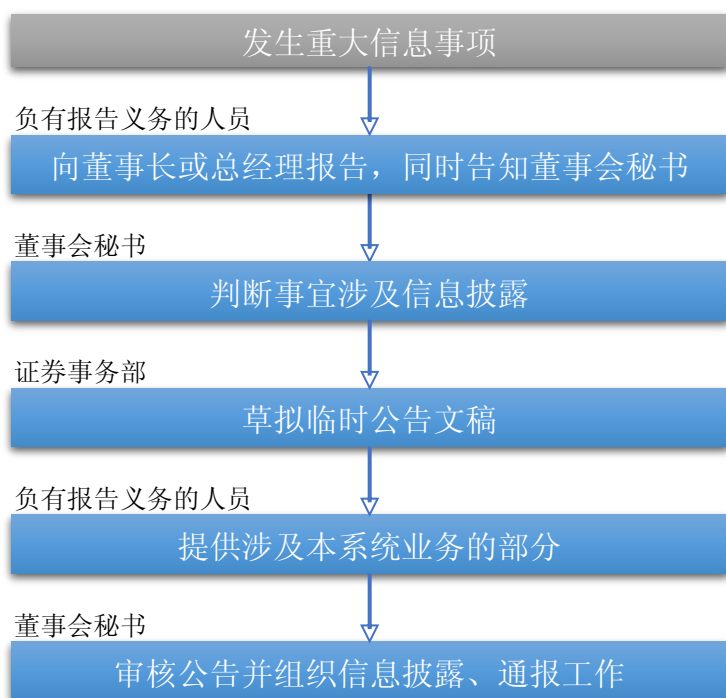 发生重大信息事项
负有报告义务的人员
向董事长或总经理报告，同时告知董事会秘书
董事会秘书
判断事宜涉及信息披露
证券事务部
草拟临时公告文稿
负有报告义务的人员
提供涉及本系统业务的部分
董事会秘书
审核公告并组织信息披露、通报工作